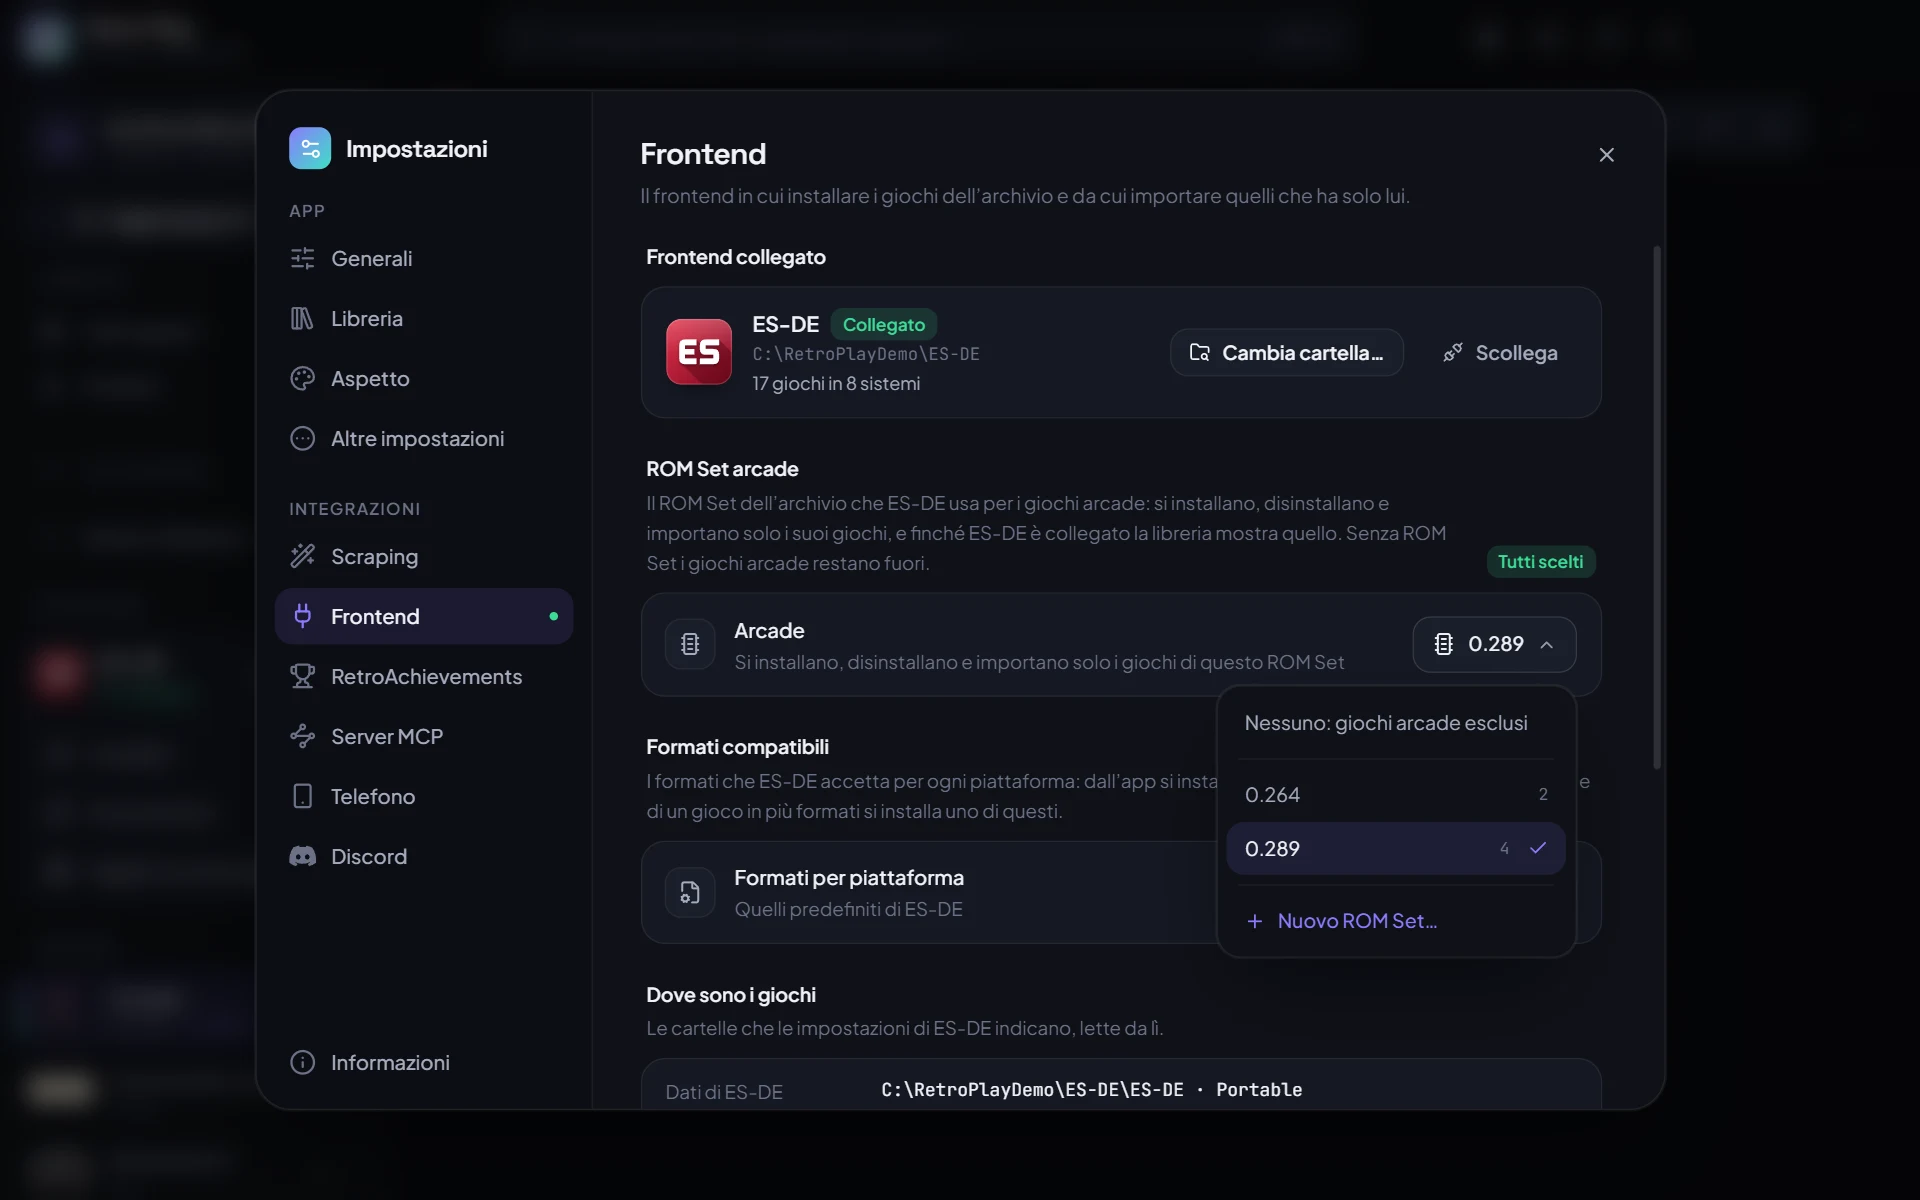 Impostazioni
APP
Generali
Libreria
Aspetto
Altre impostazioni
INTEGRAZIONI
Scraping
Frontend
RetroAchievements
Server MCP
Telefono
Discord
Informazioni
Frontend
Il frontend in cui installare i giochi dell’archivio e da cui importare quelli che ha solo lui.
Frontend collegato
ES
ES-DE Collegato
C:\RetroPlayDemo\ES-DE
17 giochi in 8 sistemi
Cambia cartella…
Scollega
ROM Set arcade
Il ROM Set dell’archivio che ES-DE usa per i giochi arcade: si installano, disinstallano e
importano solo i suoi giochi, e finché ES-DE è collegato la libreria mostra quello. Senza ROM
Set i giochi arcade restano fuori.
Tutti scelti
Arcade
Si installano, disinstallano e importano solo i giochi di questo ROM Set
0.289
Nessuno: giochi arcade esclusi
0.264 2
0.289 4
Nuovo ROM Set…
Formati compatibili
I formati che ES-DE accetta per ogni piattaforma: dall’app si insta e
di un gioco in più formati si installa uno di questi.
Formati per piattaforma
Quelli predefiniti di ES-DE
Dove sono i giochi
Le cartelle che le impostazioni di ES-DE indicano, lette da lì.
Dati di ES-DE
C:\RetroPlayDemo\ES-DE\ES-DE · Portable